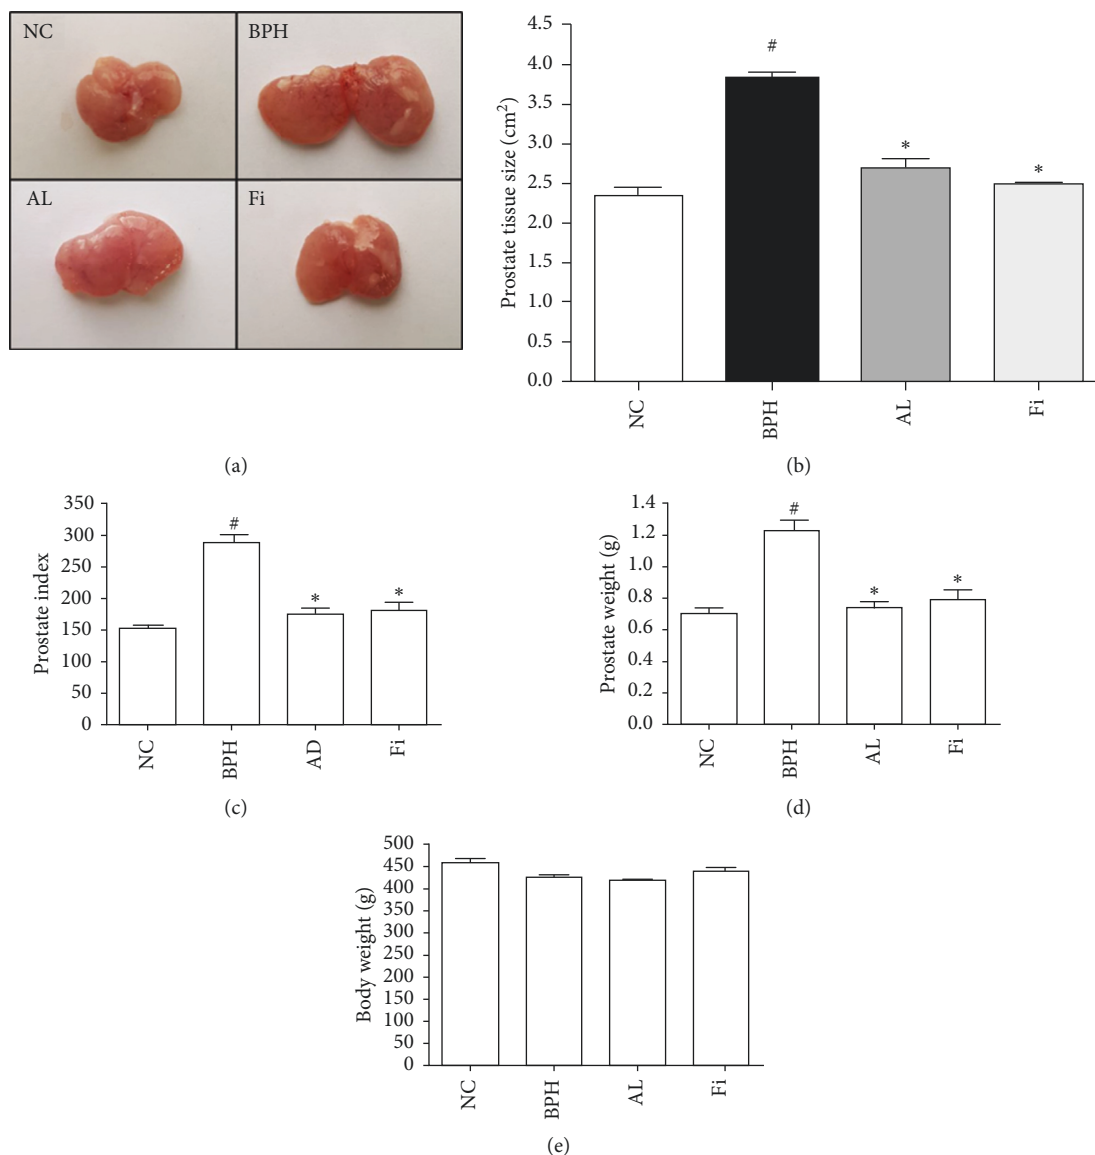 NC
BPH
AL
Fi
(a)
Prostate tissue size (cm²)
4.5
4.0
3.5
3.0
2.5
2.0
1.5
1.0
0.5
0.0
#
*
*
NC
BPH
AL
Fi
(b)
Prostate index
350
300
250
200
150
100
50
0
#
*
*
NC
BPH
AD
Fi
(c)
Prostate weight (g)
1.4
1.2
1.0
0.8
0.6
0.4
0.2
0.0
#
*
*
NC
BPH
AL
Fi
(d)
Body weight (g)
500
450
400
350
300
250
200
150
100
50
0
NC
BPH
AL
Fi
(e)